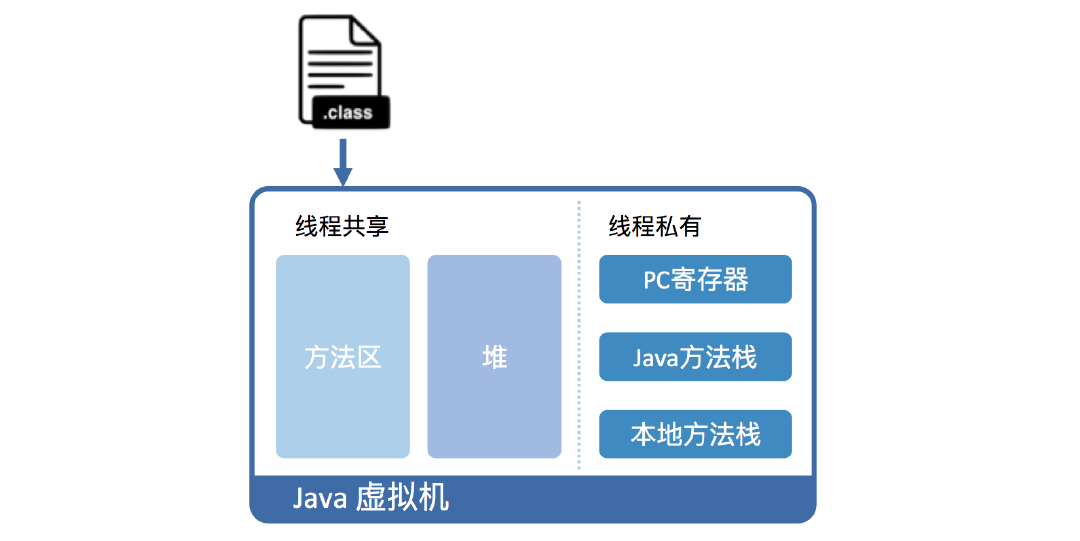 .class
线程共享
方法区
堆
线程私有
PC寄存器
Java方法栈
本地方法栈
Java 虚拟机